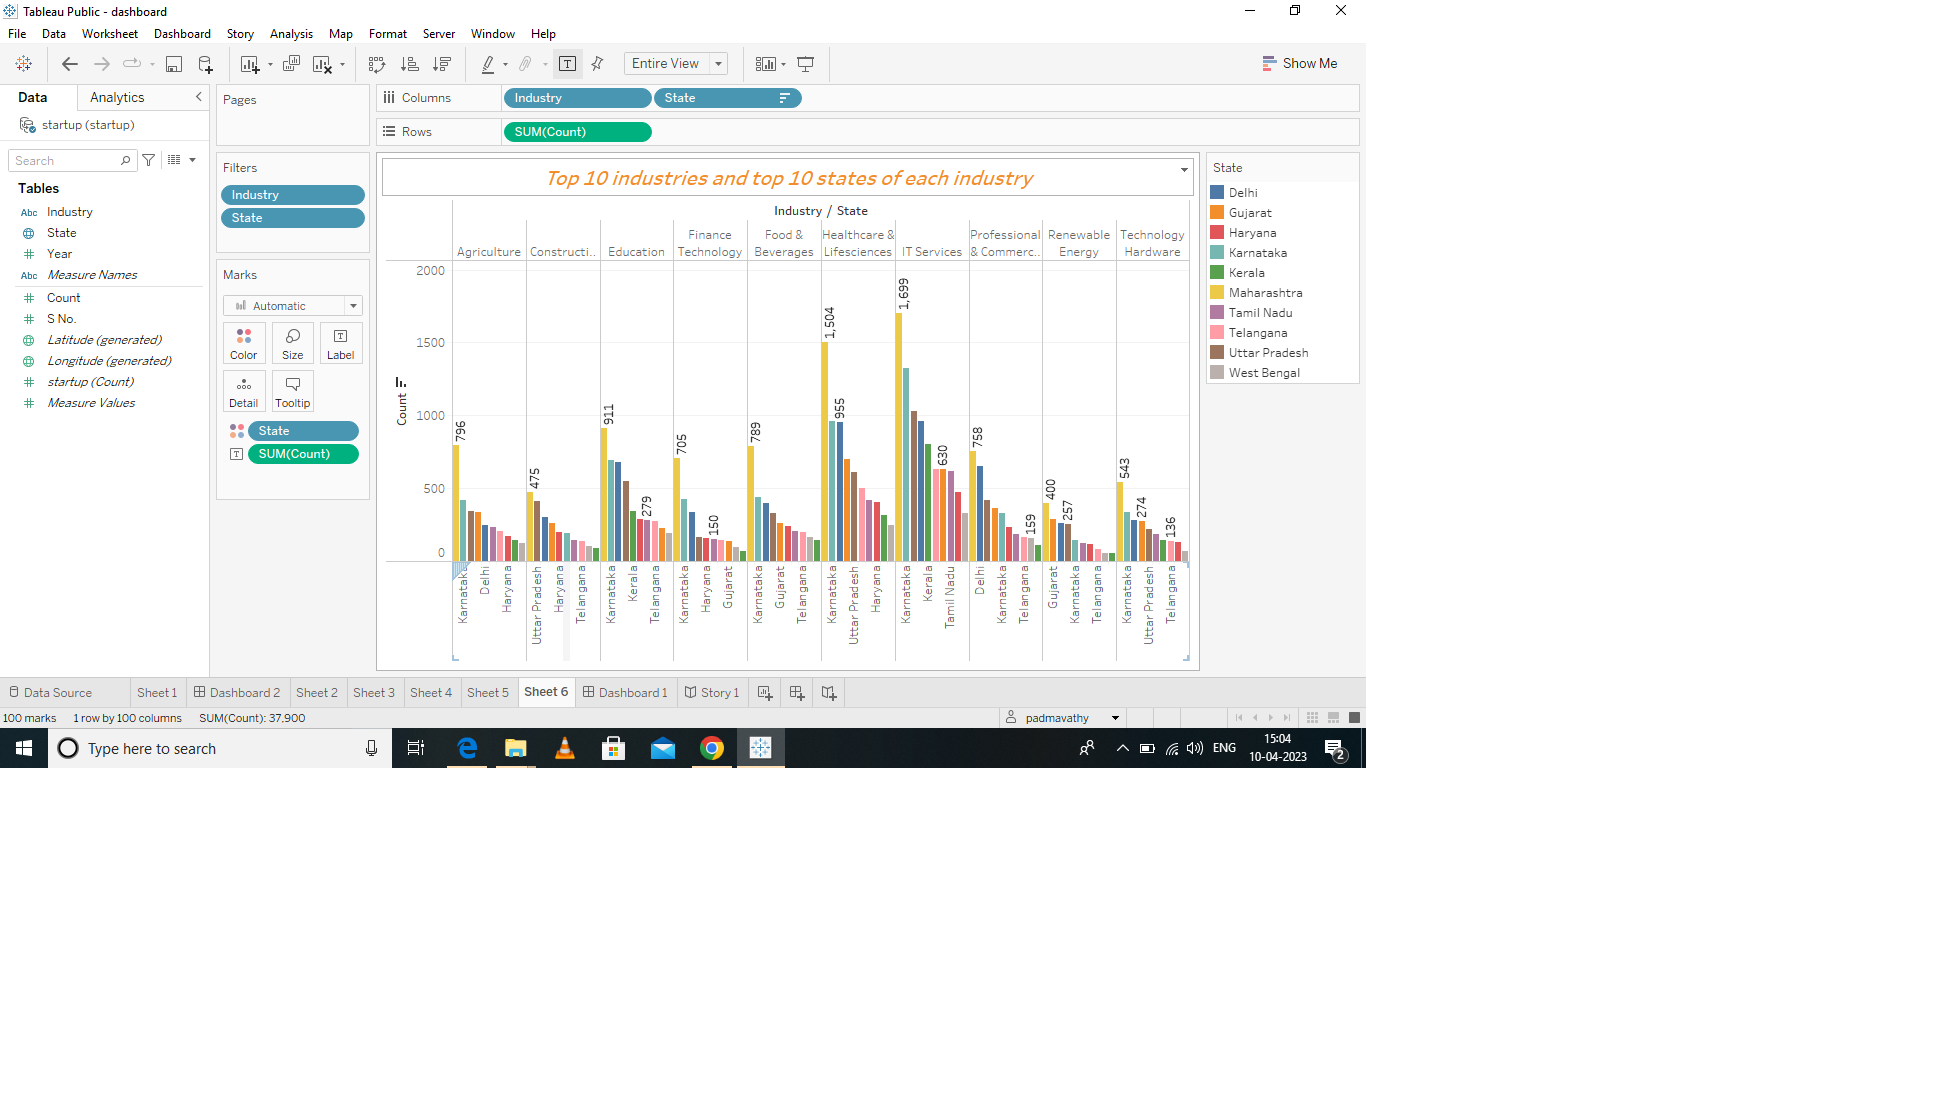 Tableau Public - dashboard
File Data Worksheet Dashboard Story Analysis Map Format Server Window Help
Entire View
Show Me
Data Analytics
startup (startup)
Search
Tables
Abc Industry
State
Year
Abc Measure Names
Count
S No.
Latitude (generated)
Longitude (generated)
startup (Count)
Measure Values
Pages
Filters
Industry
State
Marks
Automatic
Color Size Label
Detail Tooltip
State
SUM(Count)
Columns Industry State
Rows SUM(Count)
Top 10 industries and top 10 states of each industry
Industry / State
Agriculture Constructi.. Education Finance Technology Food & Beverages Healthcare & Lifesciences IT Services Professional & Commerc.. Renewable Energy Technology Hardware
Count
2000
1500
1000
500
0
796 475 911 279 705 150 789 1,504 955 1,699 630 758 159 400 257 543 274 136
Karnataka Delhi Haryana Uttar Pradesh Haryana Telangana Karnataka Kerala Telangana Karnataka Haryana Gujarat Karnataka Gujarat Telangana Karnataka Uttar Pradesh Haryana Karnataka Kerala Tamil Nadu Delhi Karnataka Telangana Gujarat Karnataka Telangana Karnataka Uttar Pradesh Telangana
State
Delhi
Gujarat
Haryana
Karnataka
Kerala
Maharashtra
Tamil Nadu
Telangana
Uttar Pradesh
West Bengal
Data Source Sheet 1 Dashboard 2 Sheet 2 Sheet 3 Sheet 4 Sheet 5 Sheet 6 Dashboard 1 Story 1
100 marks 1 row by 100 columns SUM(Count): 37,900 padmavathy
Type here to search
ENG
15:04
10-04-2023
2